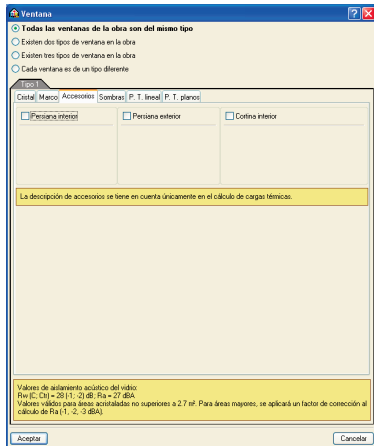 Ventana
Todas las ventanas de la obra son del mismo tipo
Existen dos tipos de ventana en la obra
Existen tres tipos de ventana en la obra
Cada ventana es de un tipo diferente
Tipo 1
Cristal Marco Accesorios Sombras P. T. lineal P. T. planos
Persiana interior Persiana exterior Cortina interior
La descripción de accesorios se tiene en cuenta únicamente en el cálculo de cargas térmicas.
Valores de aislamiento acústico del vidrio:
Rw (C; Ctr) = 28 (-1; -2) dB; Ra = 27 dBA
Valores válidos para áreas acristaladas no superiores a 2.7 m². Para áreas mayores, se aplicará un factor de corrección al
cálculo de Ra (-1, -2, -3 dBA).
Aceptar Cancelar